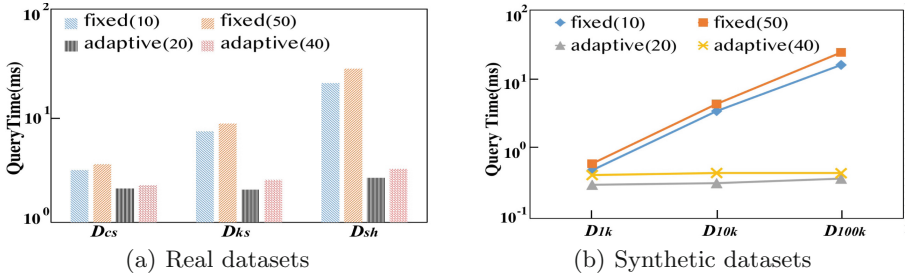 10^2
10^1
10^0
QueryTime(ms)
fixed(10)
fixed(50)
adaptive(20)
adaptive(40)
Dcs
Dks
Dsh
(a) Real datasets
10^2
10^1
10^0
10^-1
Query Time(ms)
fixed(10)
fixed(50)
adaptive(20)
adaptive(40)
D1k
D10k
D100k
(b) Synthetic datasets